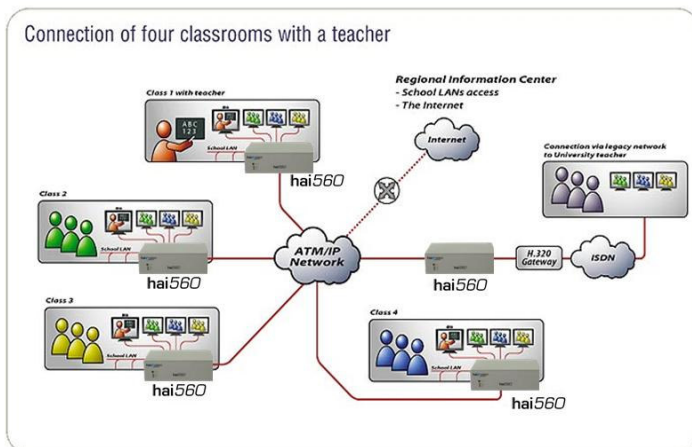 Connection of four classrooms with a teacher
Class 1 with teacher
ABC
123
School LAN
hai560
Regional Information Center
- School LANs access
- The Internet
Internet
Connection via legacy network
to University teacher
Class 2
School LAN
hai560
ATM/IP
Network
hai560
H.320
Gateway
ISDN
Class 3
School LAN
hai560
Class 4
School LAN
hai560